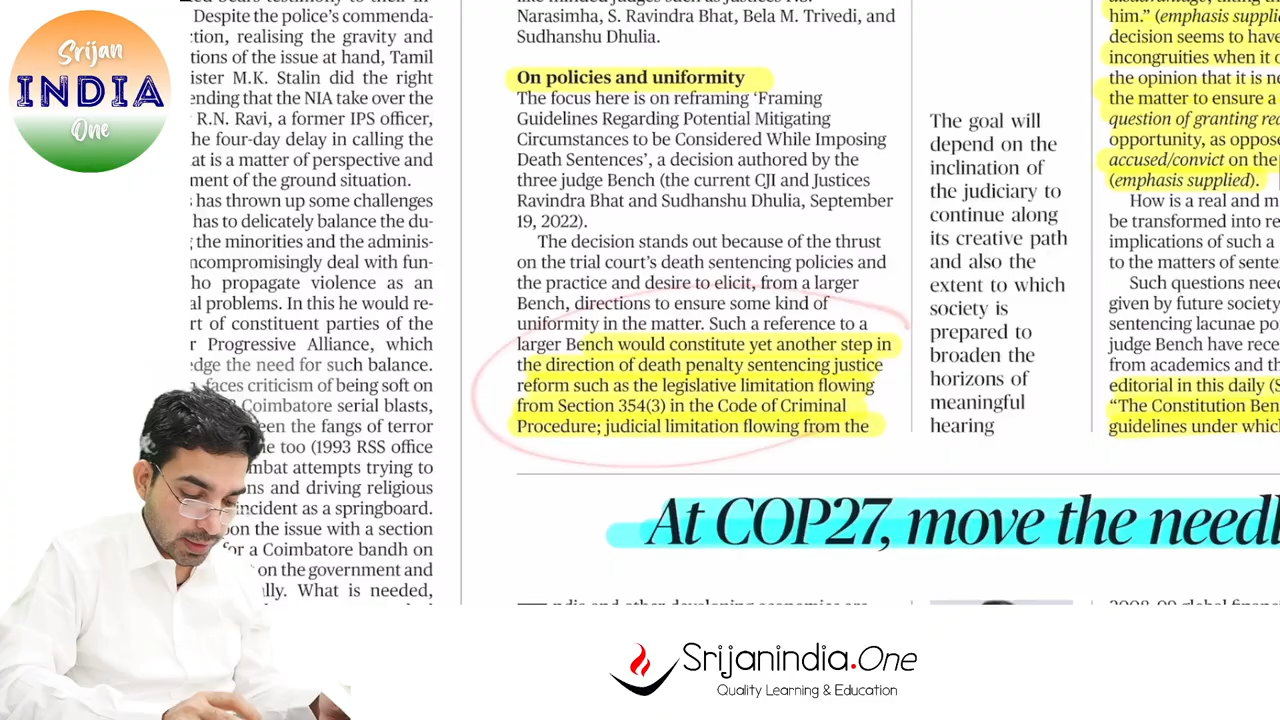 Srijan
INDIA
One
Despite the police's commenda-
tion, realising the gravity and
tions of the issue at hand, Tamil
ister M.K. Stalin did the right
ending that the NIA take over the
R.N. Ravi, a former IPS officer,
he four-day delay in calling the
at is a matter of perspective and
ment of the ground situation.
has thrown up some challenges
has to delicately balance the du-
the minorities and the adminis-
ncompromisingly deal with fun-
ho propagate violence as an
al problems. In this he would re-
rt of constituent parties of the
Progressive Alliance, which
edge the need for such balance.
faces criticism of being soft on
Coimbatore serial blasts,
een the fangs of terror
e too (1993 RSS office
mbat attempts trying to
ns and driving religious
incident as a springboard.
on the issue with a section
for a Coimbatore bandh on
on the government and
ally. What is needed,
Narasimha, S. Ravindra Bhat, Bela M. Trivedi, and
Sudhanshu Dhulia.
On policies and uniformity
The focus here is on reframing ‘Framing
Guidelines Regarding Potential Mitigating
Circumstances to be Considered While Imposing
Death Sentences’, a decision authored by the
three judge Bench (the current CJI and Justices
Ravindra Bhat and Sudhanshu Dhulia, September
19, 2022).
The decision stands out because of the thrust
on the trial court's death sentencing policies and
the practice and desire to elicit, from a larger
Bench, directions to ensure some kind of
uniformity in the matter. Such a reference to a
larger Bench would constitute yet another step in
the direction of death penalty sentencing justice
reform such as the legislative limitation flowing
from Section 354(3) in the Code of Criminal
Procedure; judicial limitation flowing from the
The goal will
depend on the
inclination of
the judiciary to
continue along
its creative path
and also the
extent to which
society is
prepared to
broaden the
horizons of
meaningful
hearing
him.” (emphasis supplie
decision seems to have
incongruities when it o
the opinion that it is ne
the matter to ensure a
question of granting rea
opportunity, as oppose
accused/convict on the
(emphasis supplied).
How is a real and m
be transformed into re
implications of such a
to the matters of sente
Such questions need
given by future society
sentencing lacunae po
judge Bench have rece
from academics and th
editorial in this daily (S
“The Constitution Ben
guidelines under which
At COP27, move the needl
Srijanindia.One
Quality Learning & Education